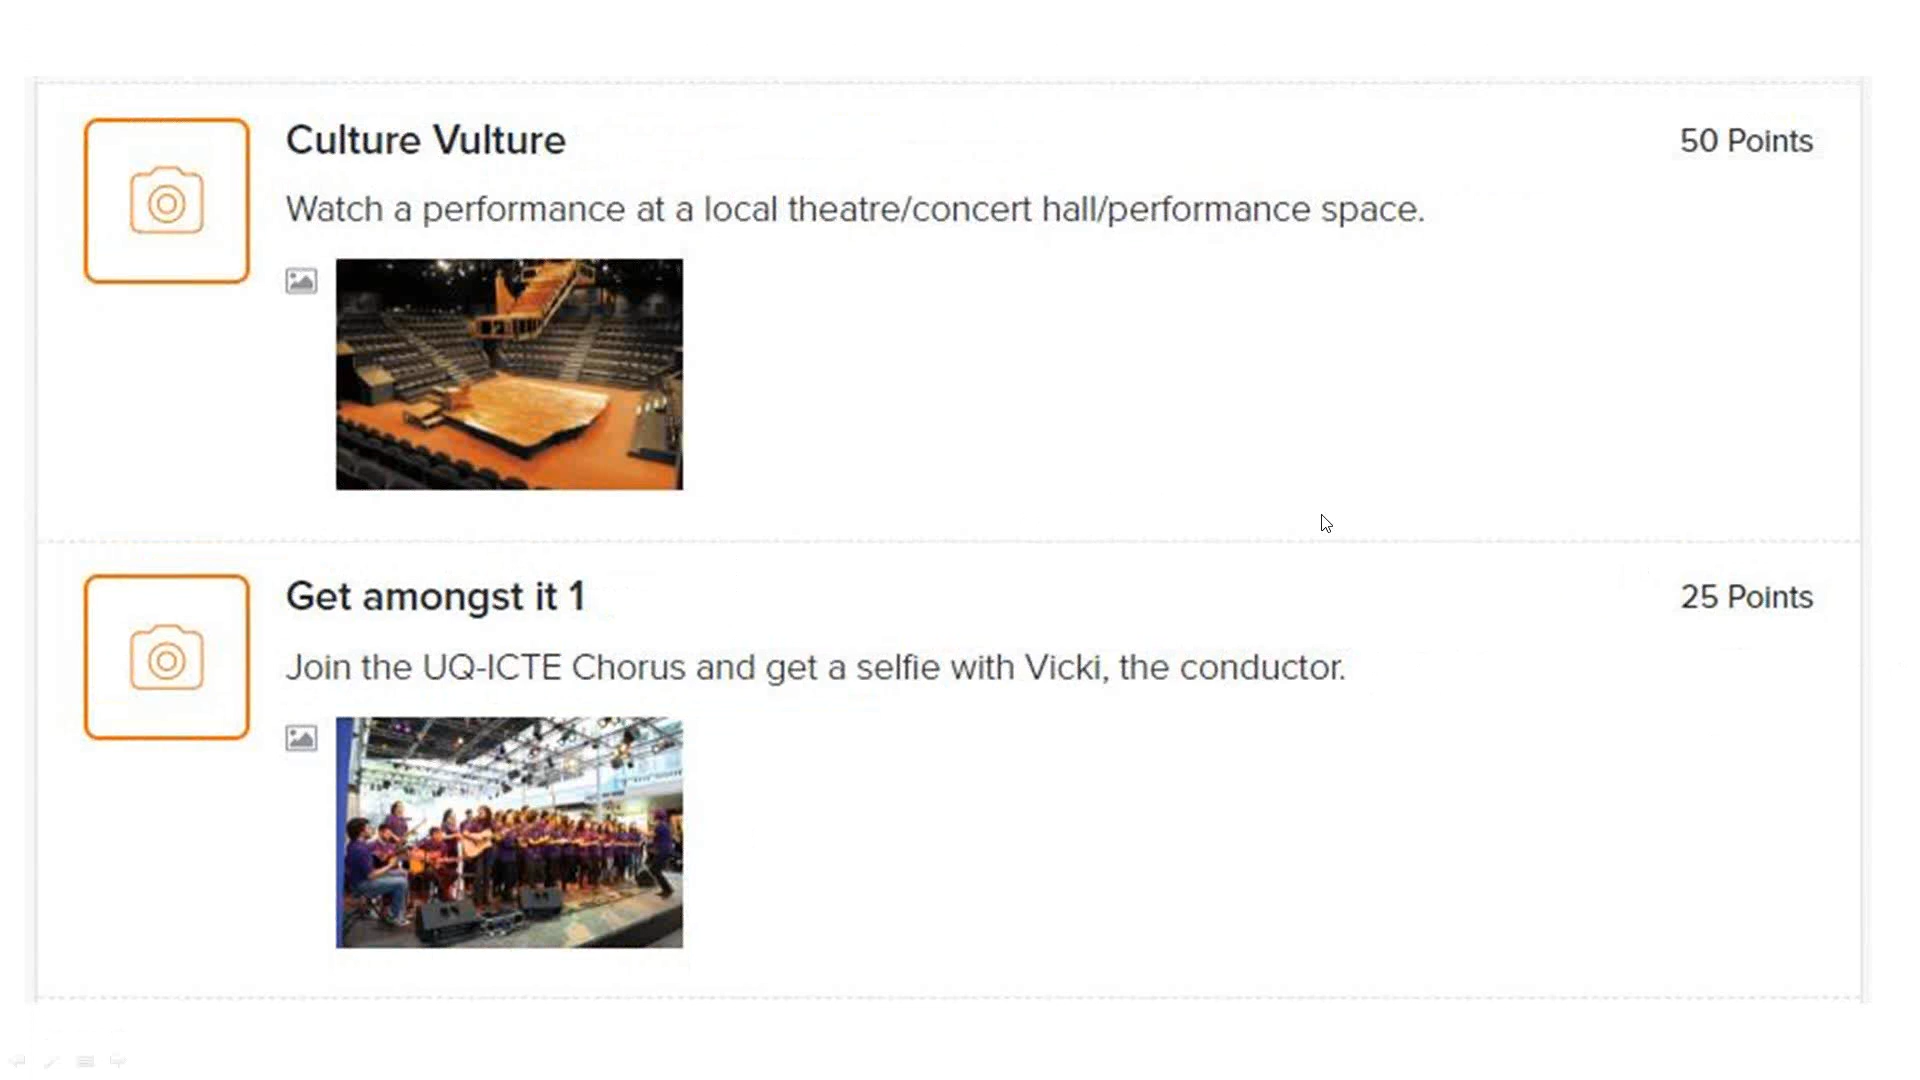 Culture Vulture
50 Points
Watch a performance at a local theatre/concert hall/performance space.
Get amongst it 1
25 Points
Join the UQ-ICTE Chorus and get a selfie with Vicki, the conductor.